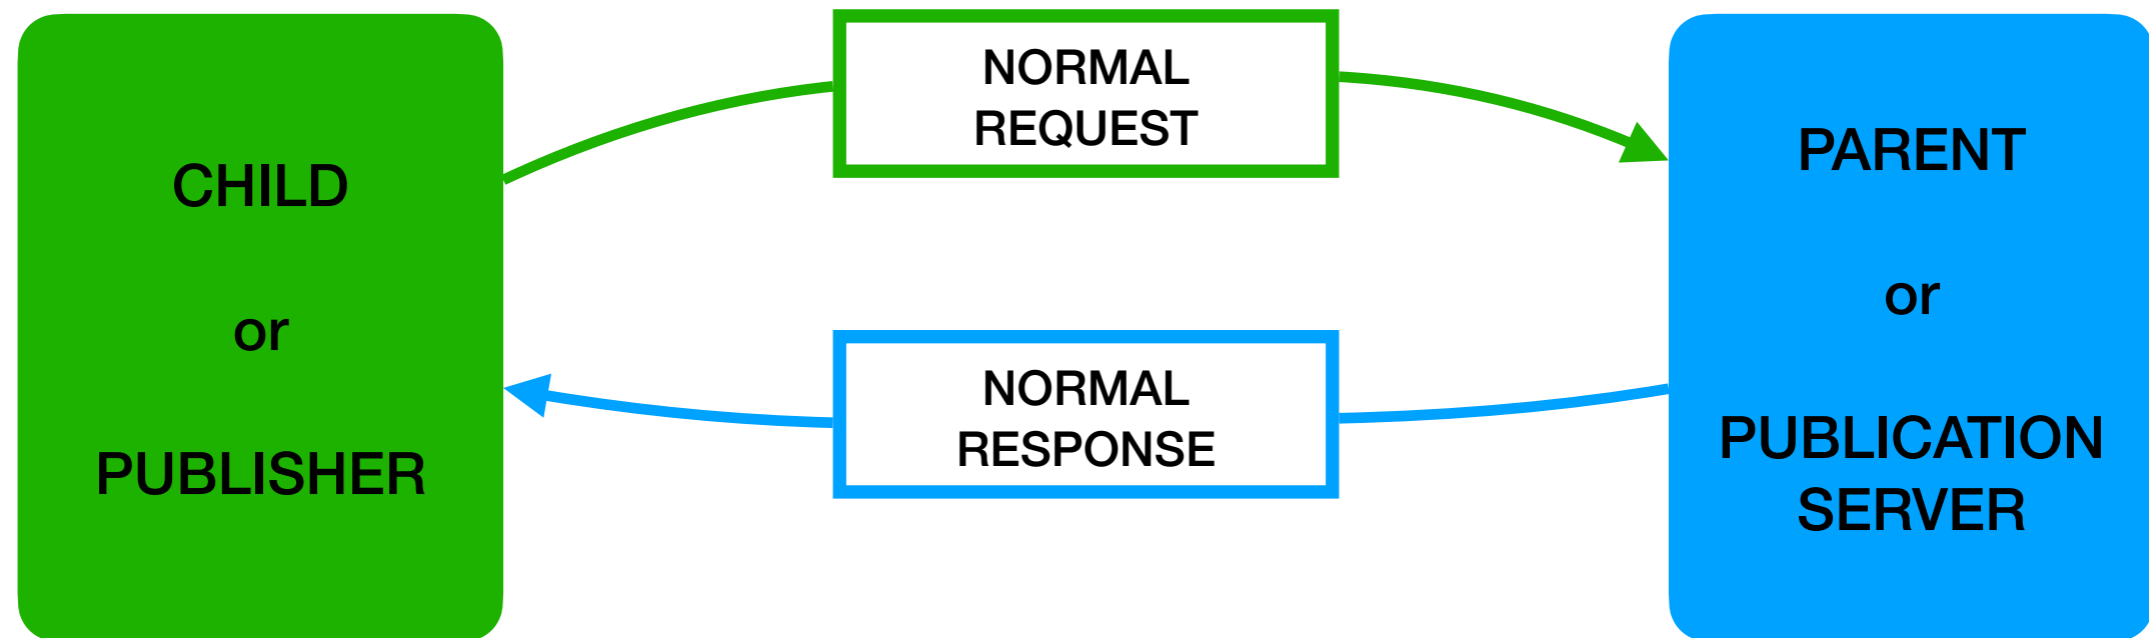 CHILD
or
PUBLISHER
NORMAL
REQUEST
NORMAL
RESPONSE
PARENT
or
PUBLICATION
SERVER